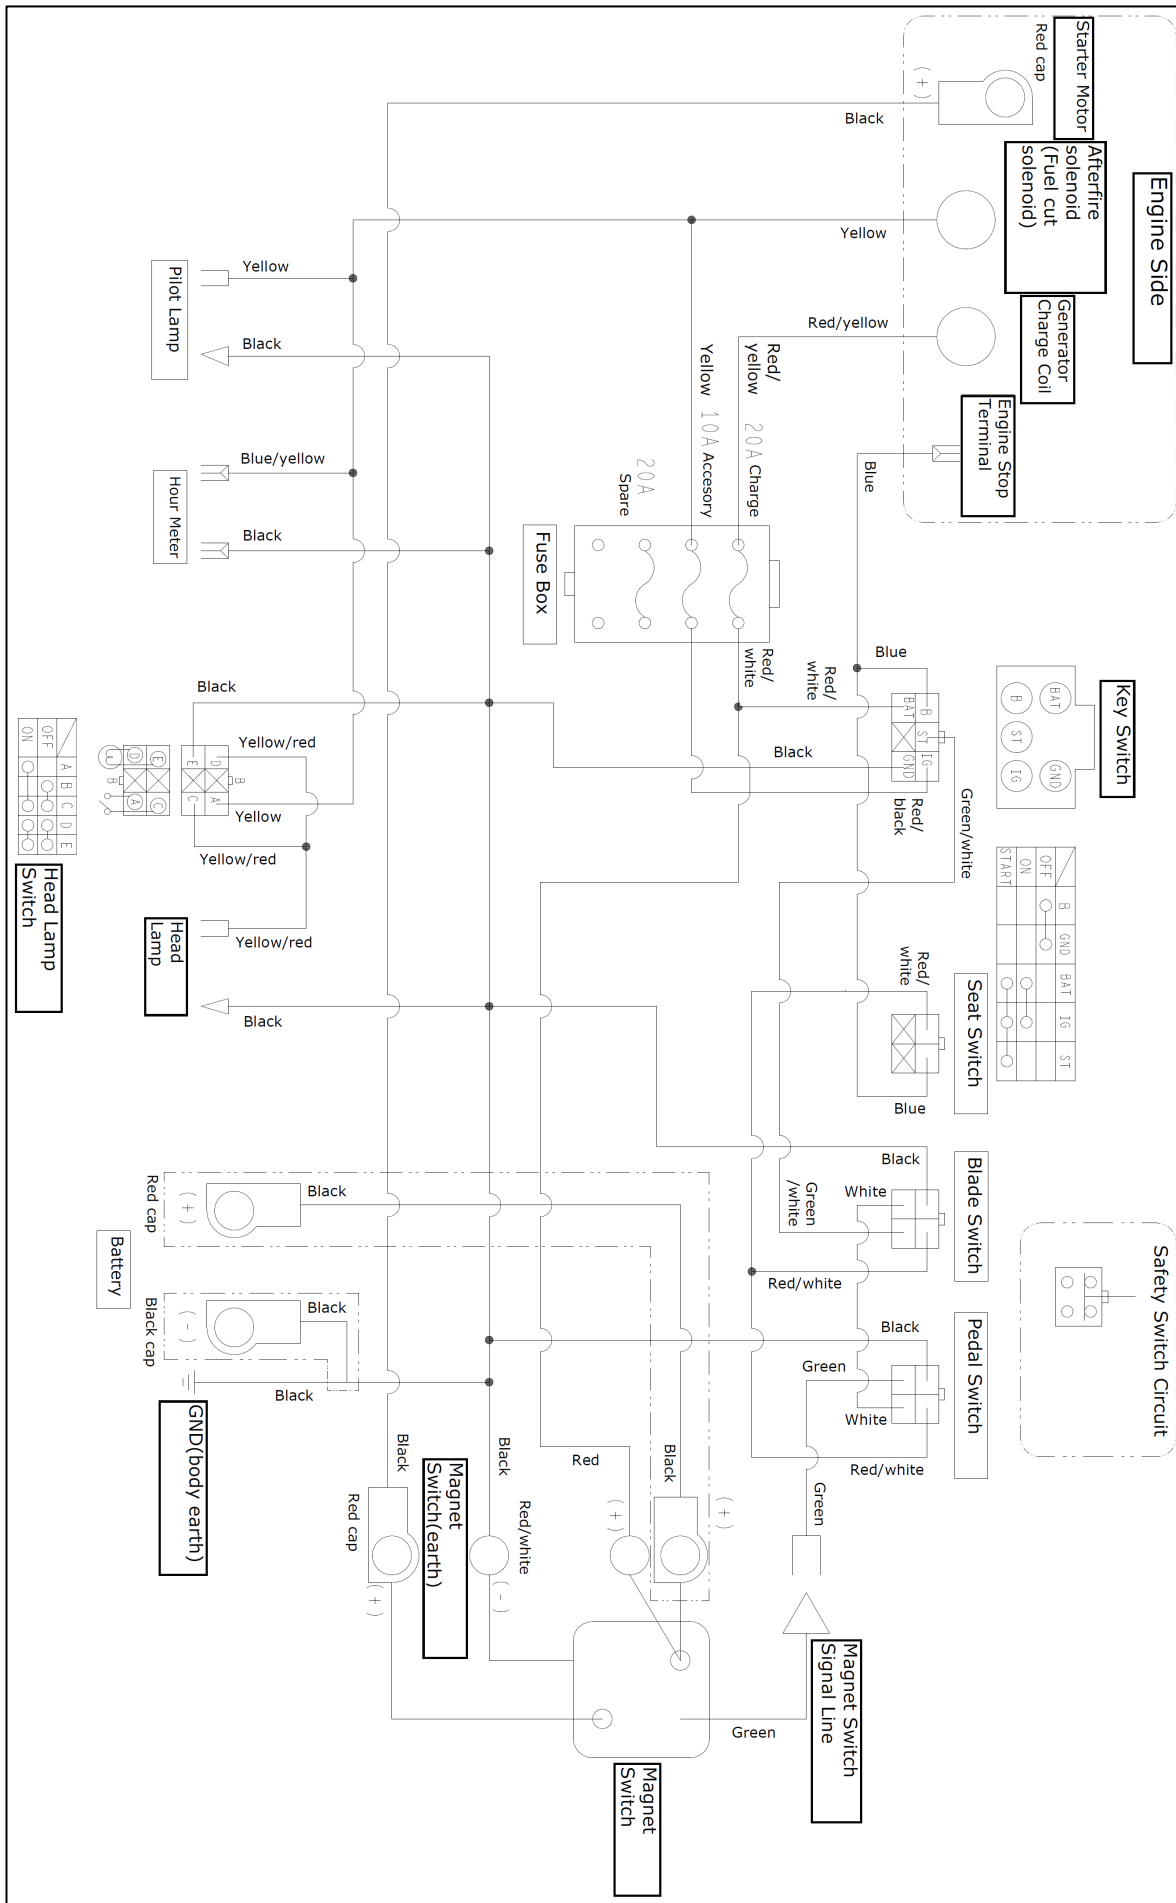 Starter Motor
Red cap
(+)
Black
Afterfire
solenoid
(Fuel cut
solenoid)
Yellow
Engine Side
Generator
Charge Coil
Red/yellow
Engine Stop
Terminal
Blue
Pilot Lamp
Yellow
Black
Hour Meter
Blue/yellow
Black
Red/
yellow
Yellow
20A Charge
10A Accesory
20A
Spare
Fuse Box
Red/
white
Red/
white
Blue
B
BAT
ST
IG
GND
Black
Red/
black
Green/white
Key Switch
BAT
GND
B
ST
IG
B
GND
BAT
IG
ST
OFF
ON
START
Black
Yellow/red
D
E
B
A
C
Yellow
Yellow/red
E
D
B
C
A
A
B
C
D
E
OFF
ON
Head Lamp
Switch
Head
Lamp
Yellow/red
Black
Red/
white
Seat Switch
Blue
Blade Switch
Black
White
Green
/white
Red/white
Safety Switch Circuit
Pedal Switch
Black
Green
White
Red/white
Red cap
(+)
Black
Battery
Black cap
(-)
Black
Black
GND(body earth)
Black
Red cap
(+)
Magnet
Switch(earth)
Black
Red/white
(-)
Red
(+)
Black
(+)
Green
Magnet Switch
Signal Line
Green
Magnet
Switch